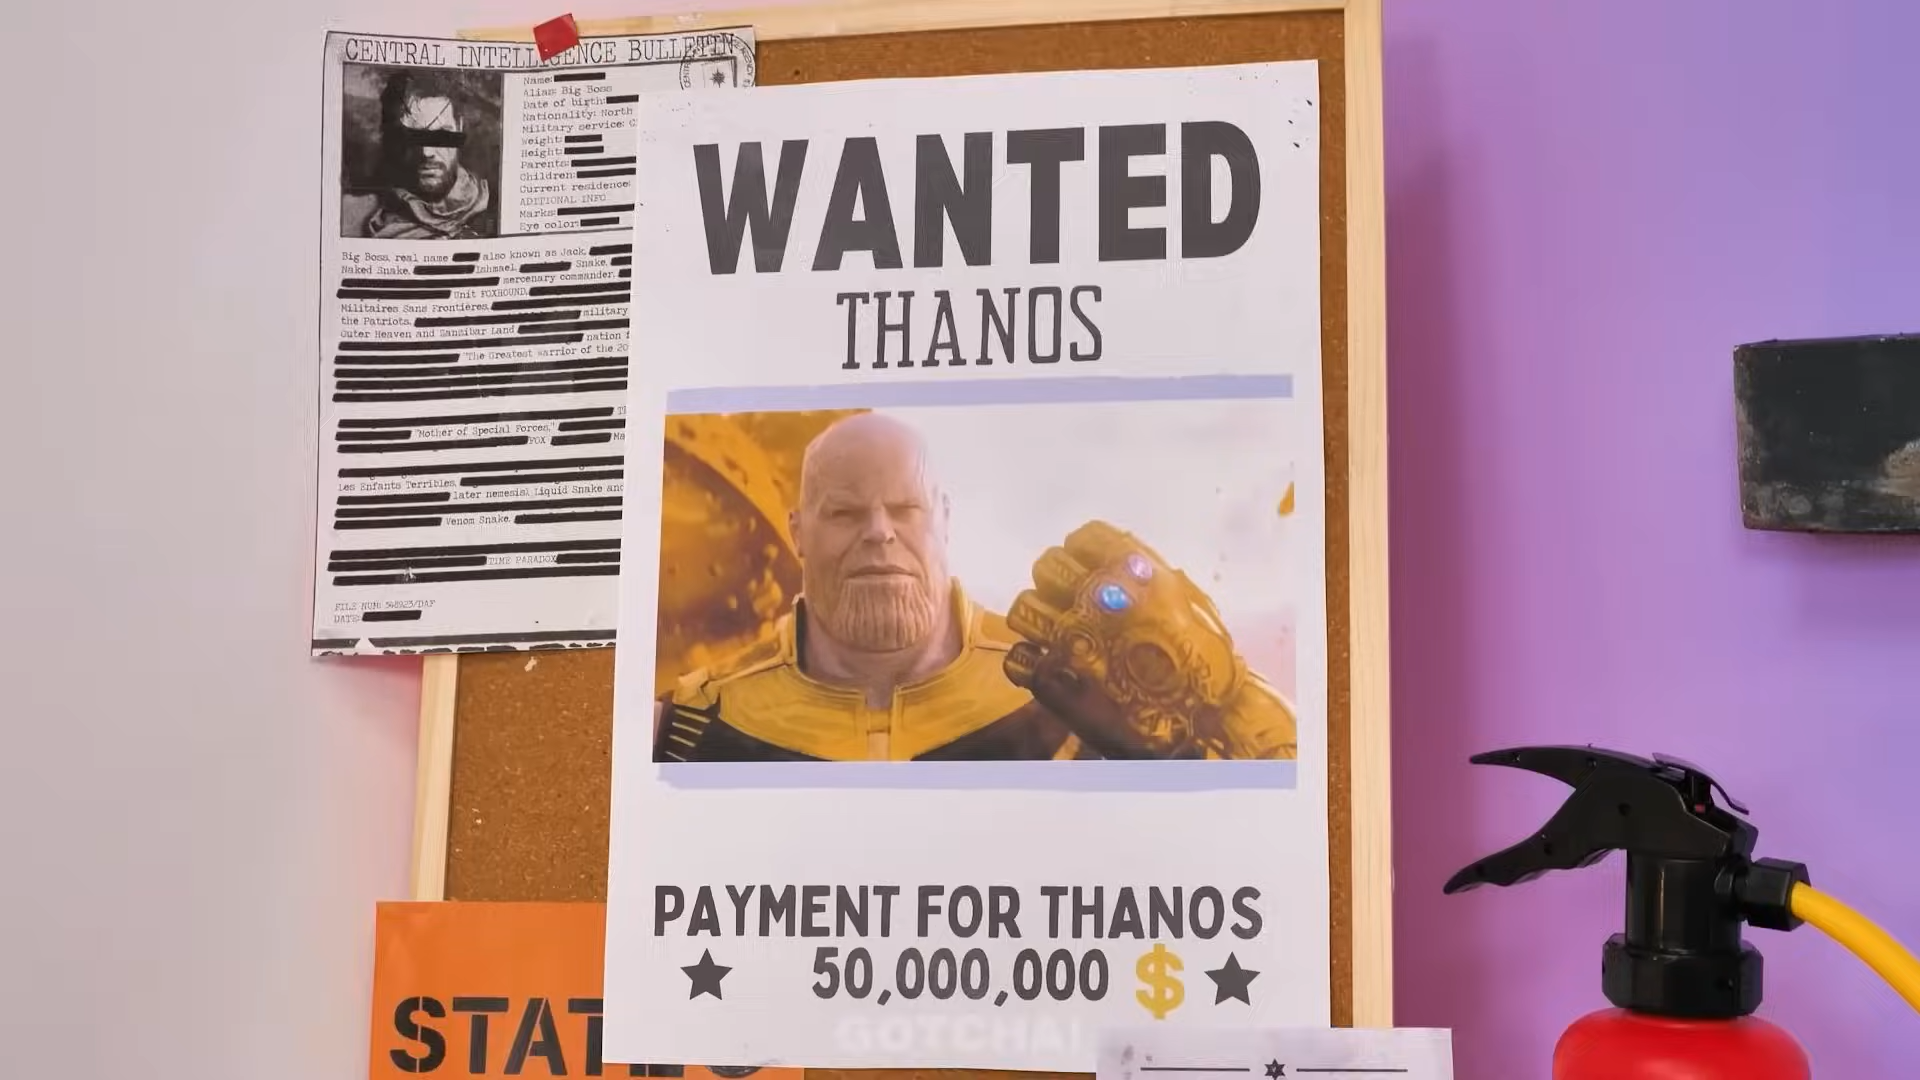 CENTRAL INTELLIGENCE BULLETIN
Name:
Alias: Big Boss
Date of birth:
Nationality: North
Military service:
Weight:
Height:
Parents:
Children:
Current residence:
ADITIONAL INFO
Marks:
Eye color:
Big Boss, real name also known as Jack,
Naked Snake, Ishmael, Snake,
mercenary commander.
Unit FOXHOUND,
Militaires Sans Frontieres, military
the Patriots,
Outer Heaven and Zanzibar Land
nation
"The Greatest warrior of the 20
"Mother of Special Forces,"
FOX Ma
Les Enfants Terribles,
later nemesis) Liquid Snake and
Venom Snake,
TIME PARADOX
FILE NUM: 548923/DAF
DATE:
WANTED
THANOS
PAYMENT FOR THANOS
50,000,000 $
GOTCHA!